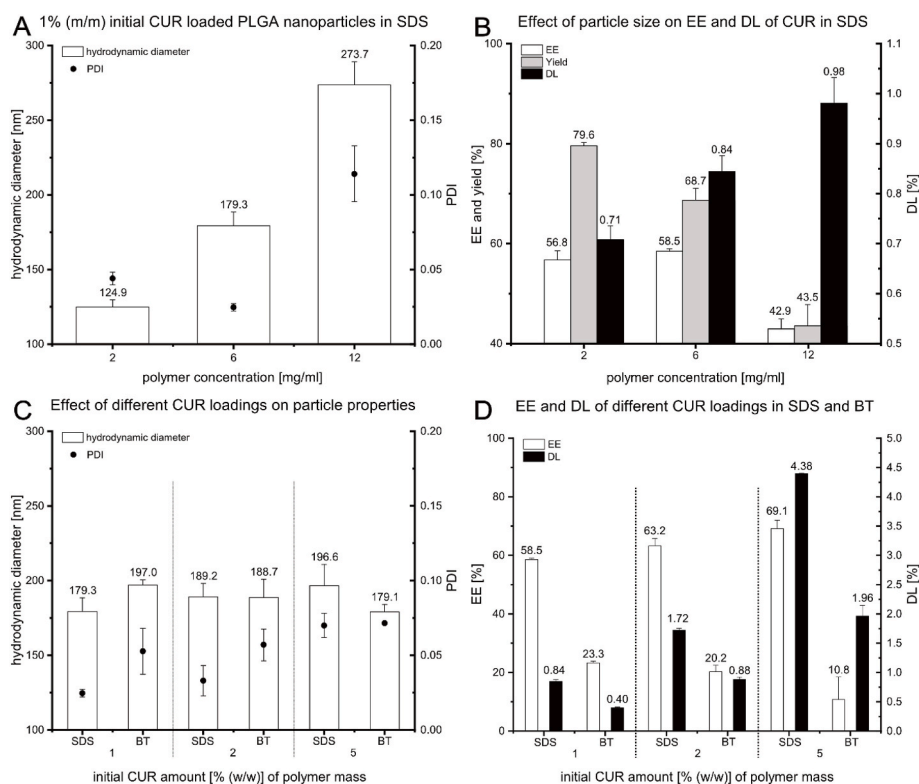 A 1% (m/m) initial CUR loaded PLGA nanoparticles in SDS
300
250
200
150
100
hydrodynamic diameter [nm]
hydrodynamic diameter
PDI
124.9
179.3
273.7
0.20
0.15
0.10
0.05
0.00
PDI
2 6 12
polymer concentration [mg/ml]
B Effect of particle size on EE and DL of CUR in SDS
100
80
60
40
EE and yield [%]
EE
Yield
DL
56.8 79.6 0.71
58.5 68.7 0.84
42.9 43.5 0.98
1.1
1.0
0.9
0.8
0.7
0.6
0.5
DL [%]
2 6 12
polymer concentration [mg/ml]
C Effect of different CUR loadings on particle properties
300
250
200
150
100
hydrodynamic diameter [nm]
hydrodynamic diameter
PDI
179.3 197.0 189.2 188.7 196.6 179.1
0.20
0.15
0.10
0.05
0.00
PDI
SDS BT SDS BT SDS BT
1 2 5
initial CUR amount [% (w/w)] of polymer mass
D EE and DL of different CUR loadings in SDS and BT
100
80
60
40
20
0
EE [%]
EE
DL
58.5 0.84 23.3 0.40
63.2 1.72 20.2 0.88
69.1 4.38 10.8 1.96
5.0
4.5
4.0
3.5
3.0
2.5
2.0
1.5
1.0
0.5
0.0
DL [%]
SDS BT SDS BT SDS BT
1 2 5
initial CUR amount [% (w/w)] of polymer mass